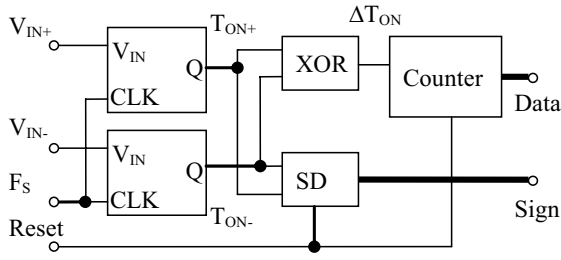 V_IN+
T_ON+
ΔT_ON
V_IN
Q
CLK
XOR
Counter
Data
V_IN-
V_IN
Q
CLK
SD
F_S
T_ON-
Sign
Reset